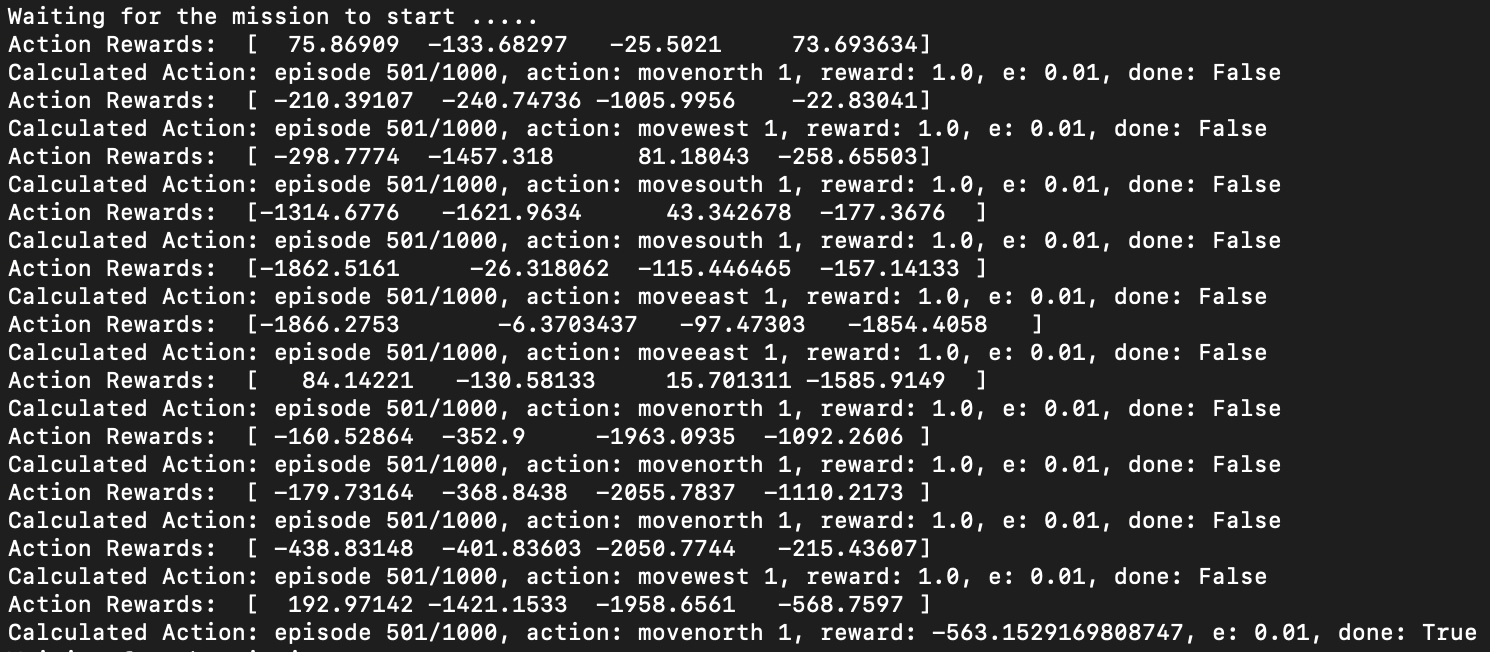 Waiting for the mission to start .....
Action Rewards:  [  75.86909  -133.68297   -25.5021     73.693634]
Calculated Action: episode 501/1000, action: movenorth 1, reward: 1.0, e: 0.01, done: False
Action Rewards:  [ -210.39107  -240.74736 -1005.9956    -22.83041]
Calculated Action: episode 501/1000, action: movewest 1, reward: 1.0, e: 0.01, done: False
Action Rewards:  [ -298.7774  -1457.318      81.18043  -258.65503]
Calculated Action: episode 501/1000, action: movesouth 1, reward: 1.0, e: 0.01, done: False
Action Rewards:  [-1314.6776   -1621.9634      43.342678  -177.3676  ]
Calculated Action: episode 501/1000, action: movesouth 1, reward: 1.0, e: 0.01, done: False
Action Rewards:  [-1862.5161     -26.318062  -115.446465  -157.14133 ]
Calculated Action: episode 501/1000, action: moveeast 1, reward: 1.0, e: 0.01, done: False
Action Rewards:  [-1866.2753       -6.3703437   -97.47303   -1854.4058   ]
Calculated Action: episode 501/1000, action: moveeast 1, reward: 1.0, e: 0.01, done: False
Action Rewards:  [   84.14221   -130.58133     15.701311 -1585.9149  ]
Calculated Action: episode 501/1000, action: movenorth 1, reward: 1.0, e: 0.01, done: False
Action Rewards:  [ -160.52864  -352.9     -1963.0935  -1092.2606 ]
Calculated Action: episode 501/1000, action: movenorth 1, reward: 1.0, e: 0.01, done: False
Action Rewards:  [ -179.73164  -368.8438  -2055.7837  -1110.2173 ]
Calculated Action: episode 501/1000, action: movenorth 1, reward: 1.0, e: 0.01, done: False
Action Rewards:  [ -438.83148  -401.83603 -2050.7744   -215.43607]
Calculated Action: episode 501/1000, action: movewest 1, reward: 1.0, e: 0.01, done: False
Action Rewards:  [  192.97142 -1421.1533  -1958.6561   -568.7597 ]
Calculated Action: episode 501/1000, action: movenorth 1, reward: -563.1529169808747, e: 0.01, done: True